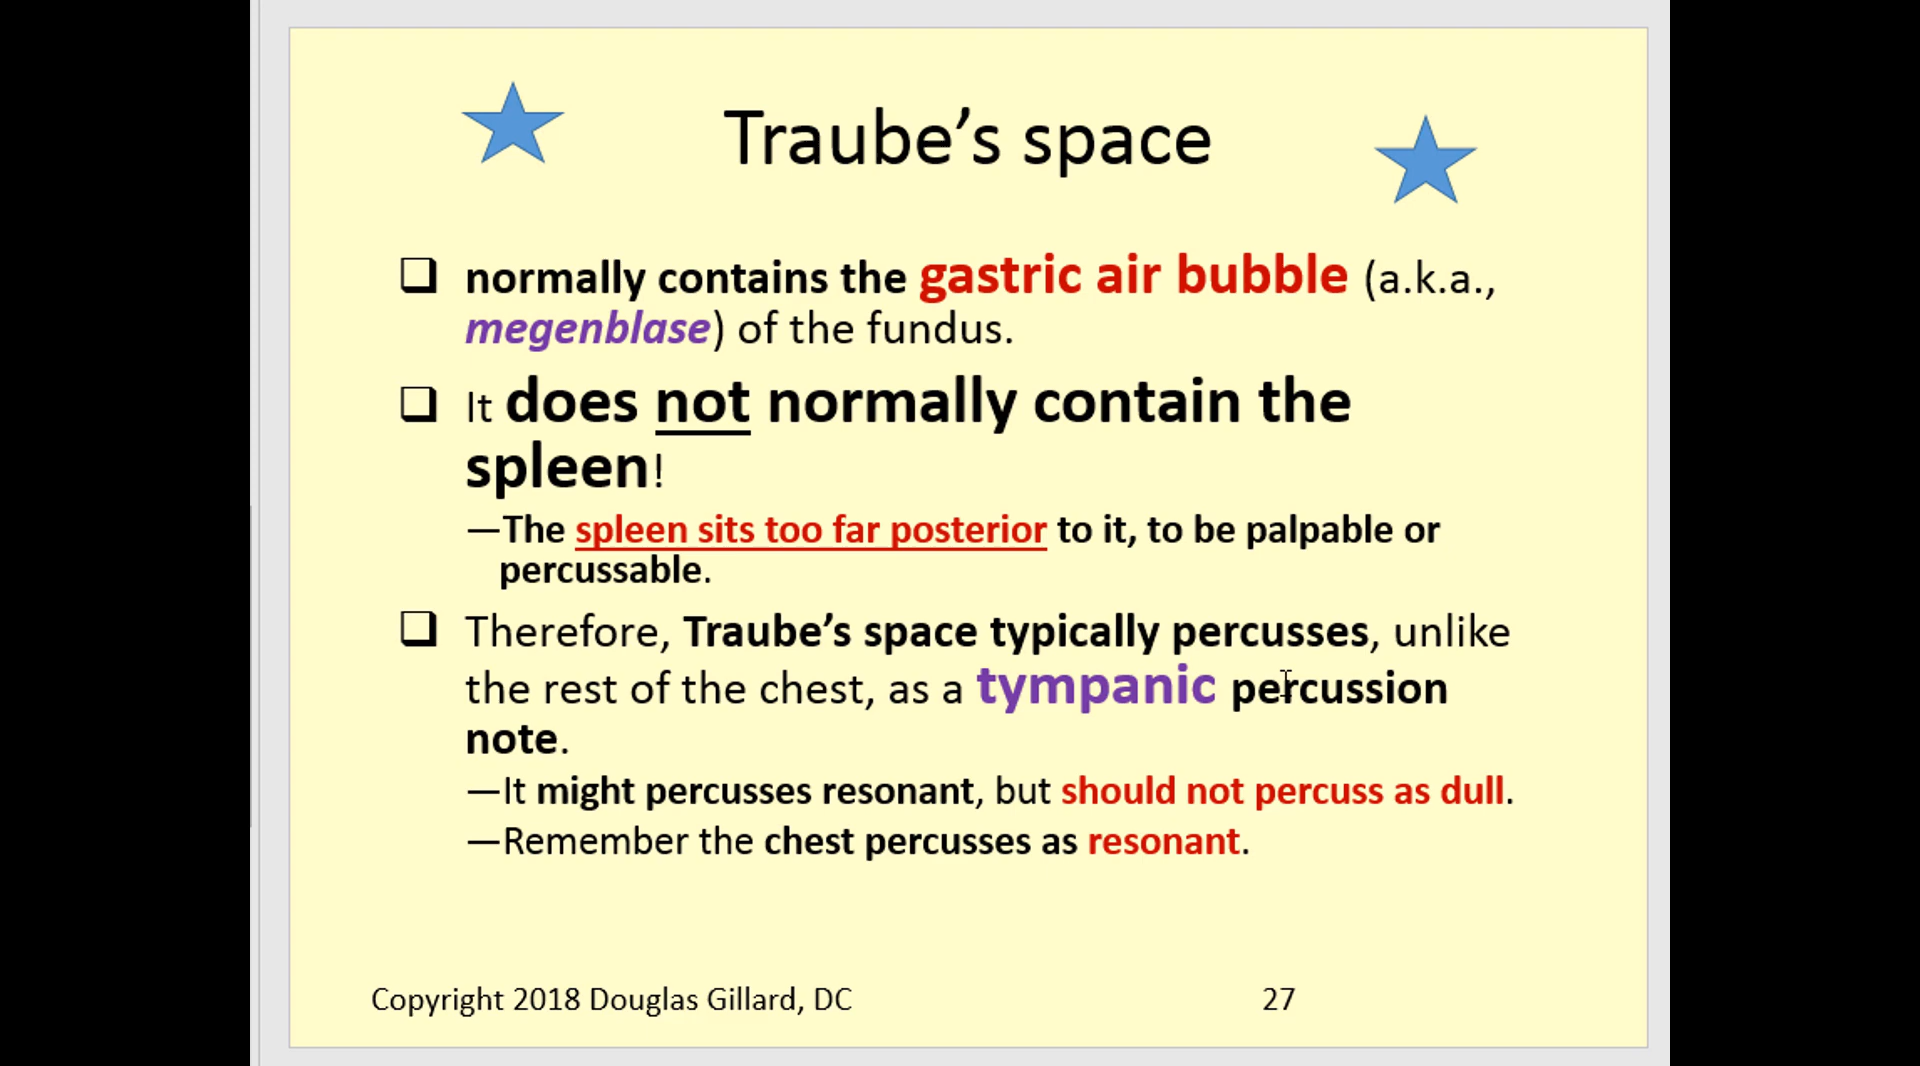 Traube’s space
normally contains the gastric air bubble (a.k.a.,
megenblase) of the fundus.
It does not normally contain the
spleen!
—The spleen sits too far posterior to it, to be palpable or
percussable.
Therefore, Traube’s space typically percusses, unlike
the rest of the chest, as a tympanic percussion
note.
—It might percusses resonant, but should not percuss as dull.
—Remember the chest percusses as resonant.
Copyright 2018 Douglas Gillard, DC 27